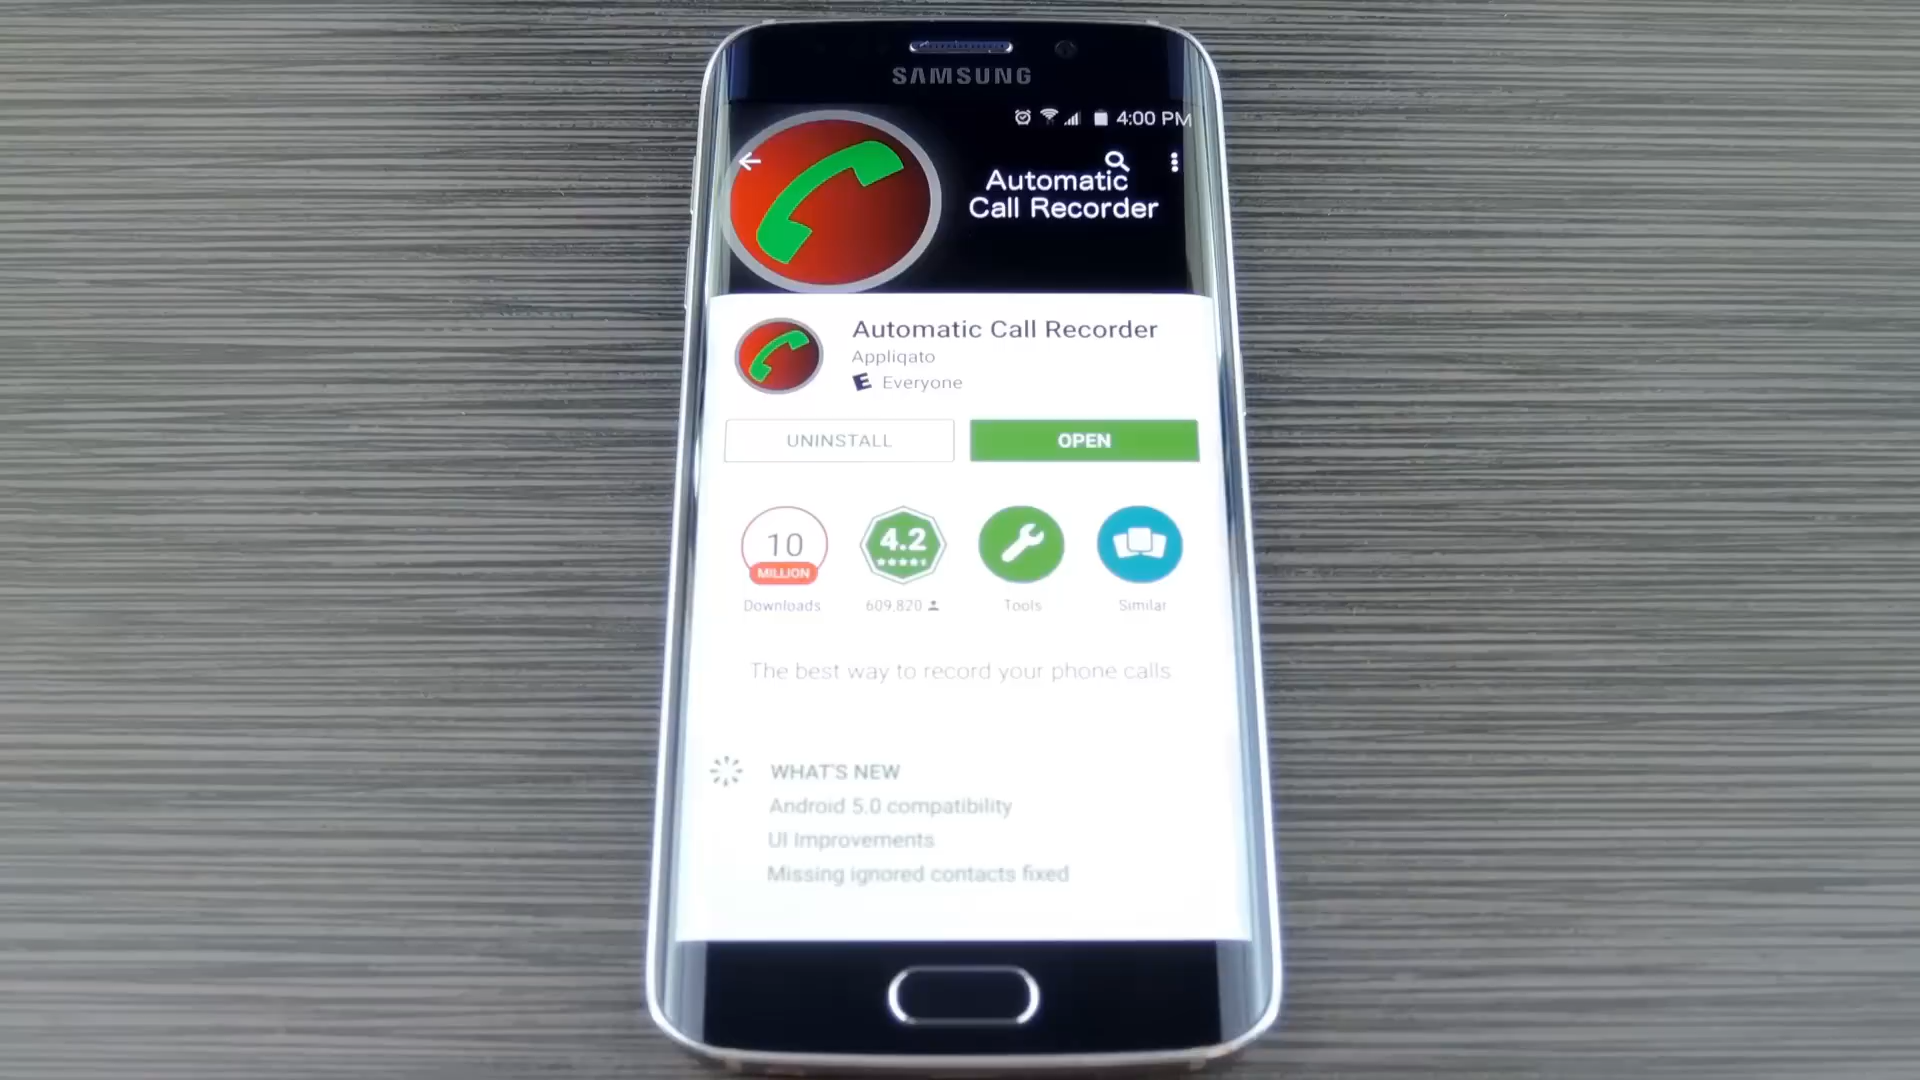 SAMSUNG
4:00 PM
Automatic
Call Recorder
Automatic Call Recorder
Appliqato
E Everyone
UNINSTALL
OPEN
10
MILLION
4.2
Downloads
609,820
Tools
Similar
The best way to record your phone calls
WHAT'S NEW
Android 5.0 compatibility
UI Improvements
Missing ignored contacts fixed